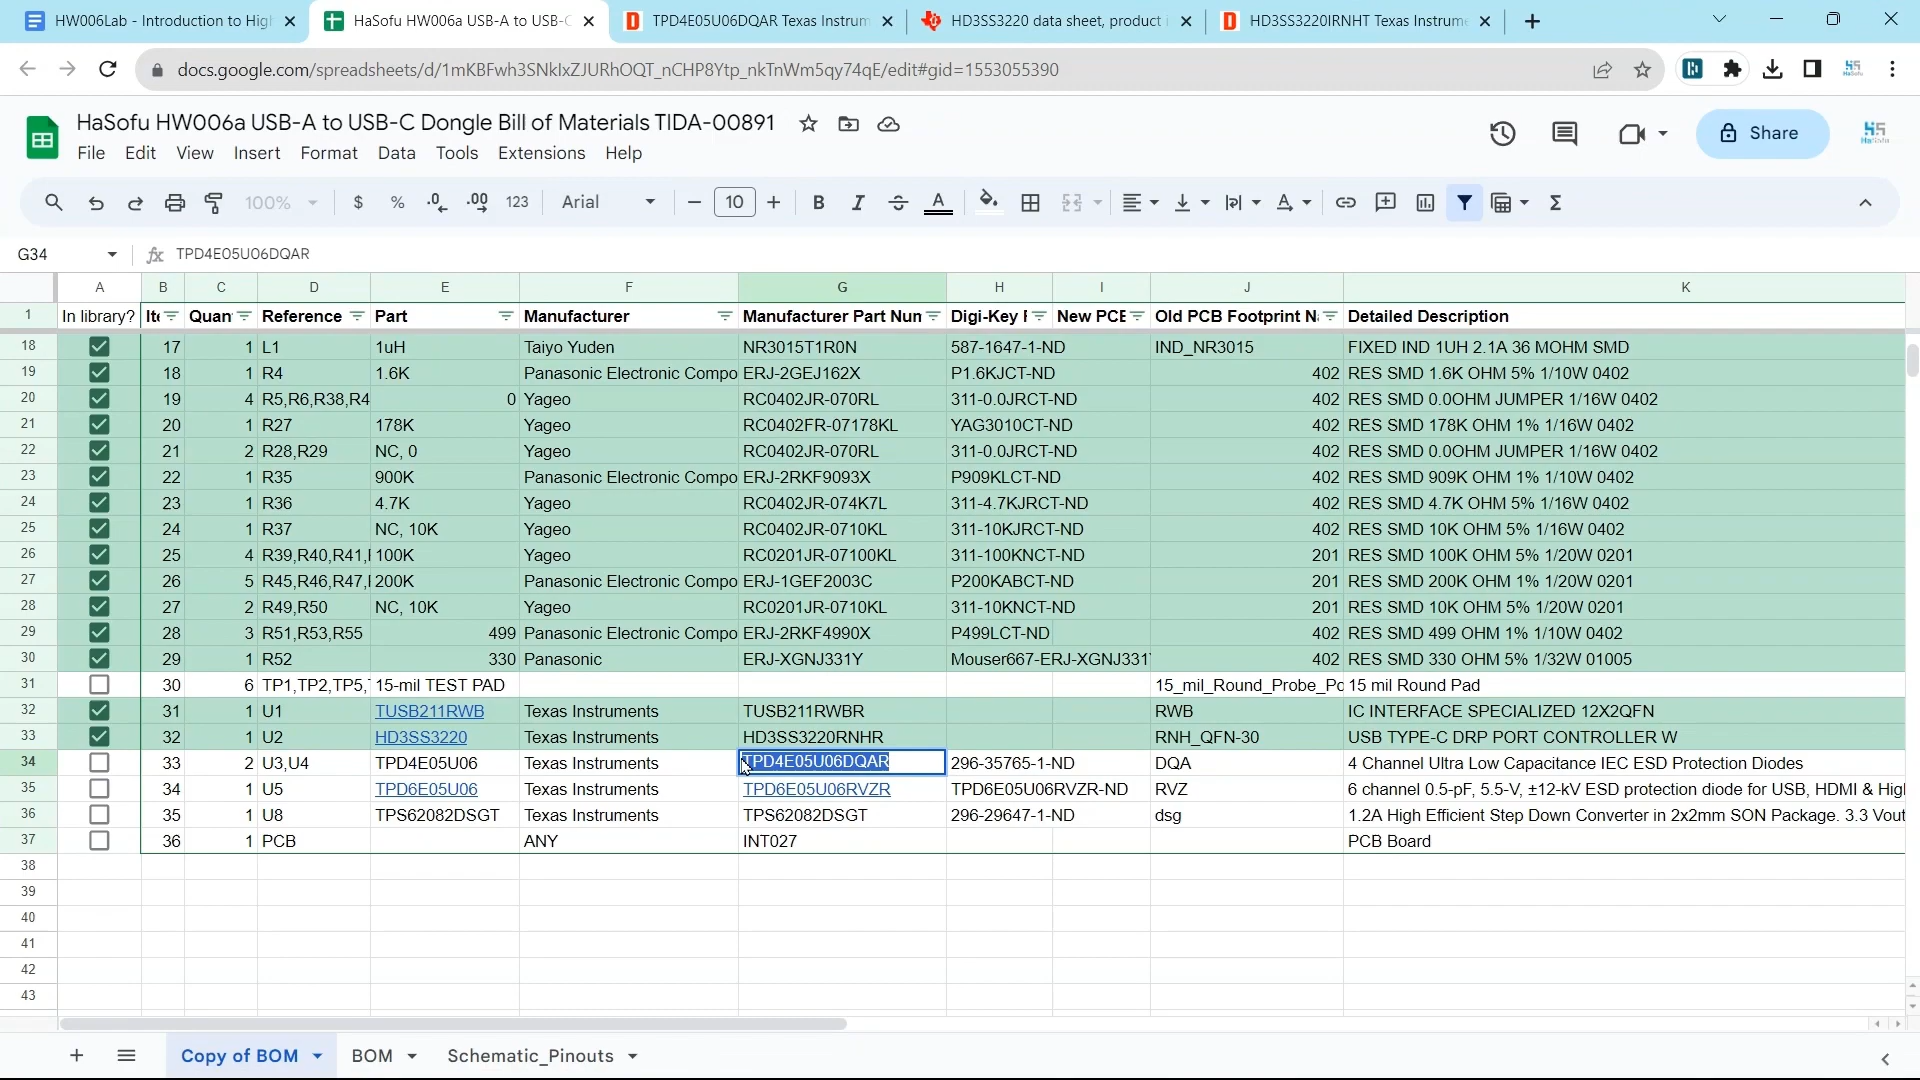 HW006Lab - Introduction to High
HaSofu HW006a USB-A to USB-C
TPD4E05U06DQAR Texas Instrum
HD3SS3220 data sheet, product i
HD3SS3220IRNHT Texas Instrume
docs.google.com/spreadsheets/d/1mKBFwh3SNklxZJURhOQT_nCHP8Ytp_nkTnWm5qy74qE/edit#gid=1553055390
HaSofu HW006a USB-A to USB-C Dongle Bill of Materials TIDA-00891
File Edit View Insert Format Data Tools Extensions Help
Share
100% $ % .0 .00 123 Arial 10 B I S A
G34 fx TPD4E05U06DQAR
A B C D E F G H I J K
1 In library? Ite Quan Reference Part Manufacturer Manufacturer Part Nun Digi-Key New PCE Old PCB Footprint N Detailed Description
18 17 1 L1 1uH Taiyo Yuden NR3015T1R0N 587-1647-1-ND IND_NR3015 FIXED IND 1UH 2.1A 36 MOHM SMD
19 18 1 R4 1.6K Panasonic Electronic Compo ERJ-2GEJ162X P1.6KJCT-ND 402 RES SMD 1.6K OHM 5% 1/10W 0402
20 19 4 R5,R6,R38,R4 0 Yageo RC0402JR-070RL 311-0.0JRCT-ND 402 RES SMD 0.0OHM JUMPER 1/16W 0402
21 20 1 R27 178K Yageo RC0402FR-07178KL YAG3010CT-ND 402 RES SMD 178K OHM 1% 1/16W 0402
22 21 2 R28,R29 NC, 0 Yageo RC0402JR-070RL 311-0.0JRCT-ND 402 RES SMD 0.0OHM JUMPER 1/16W 0402
23 22 1 R35 900K Panasonic Electronic Compo ERJ-2RKF9093X P909KLCT-ND 402 RES SMD 909K OHM 1% 1/10W 0402
24 23 1 R36 4.7K Yageo RC0402JR-074K7L 311-4.7KJRCT-ND 402 RES SMD 4.7K OHM 5% 1/16W 0402
25 24 1 R37 NC, 10K Yageo RC0402JR-0710KL 311-10KJRCT-ND 402 RES SMD 10K OHM 5% 1/16W 0402
26 25 4 R39,R40,R41, 100K Yageo RC0201JR-07100KL 311-100KNCT-ND 201 RES SMD 100K OHM 5% 1/20W 0201
27 26 5 R45,R46,R47, 200K Panasonic Electronic Compo ERJ-1GEF2003C P200KABCT-ND 201 RES SMD 200K OHM 1% 1/20W 0201
28 27 2 R49,R50 NC, 10K Yageo RC0201JR-0710KL 311-10KNCT-ND 201 RES SMD 10K OHM 5% 1/20W 0201
29 28 3 R51,R53,R55 499 Panasonic Electronic Compo ERJ-2RKF4990X P499LCT-ND 402 RES SMD 499 OHM 1% 1/10W 0402
30 29 1 R52 330 Panasonic ERJ-XGNJ331Y Mouser667-ERJ-XGNJ331 402 RES SMD 330 OHM 5% 1/32W 01005
31 30 6 TP1,TP2,TP5, 15-mil TEST PAD 15_mil_Round_Probe_Po 15 mil Round Pad
32 31 1 U1 TUSB211RWB Texas Instruments TUSB211RWBR RWB IC INTERFACE SPECIALIZED 12X2QFN
33 32 1 U2 HD3SS3220 Texas Instruments HD3SS3220RNHR RNH_QFN-30 USB TYPE-C DRP PORT CONTROLLER W
34 33 2 U3,U4 TPD4E05U06 Texas Instruments TPD4E05U06DQAR 296-35765-1-ND DQA 4 Channel Ultra Low Capacitance IEC ESD Protection Diodes
35 34 1 U5 TPD6E05U06 Texas Instruments TPD6E05U06RVZR TPD6E05U06RVZR-ND RVZ 6 channel 0.5-pF, 5.5-V, ±12-kV ESD protection diode for USB, HDMI & Higl
36 35 1 U8 TPS62082DSGT Texas Instruments TPS62082DSGT 296-29647-1-ND dsg 1.2A High Efficient Step Down Converter in 2x2mm SON Package. 3.3 Vout
37 36 1 PCB ANY INT027 PCB Board
38
39
40
41
42
43
Copy of BOM BOM Schematic_Pinouts